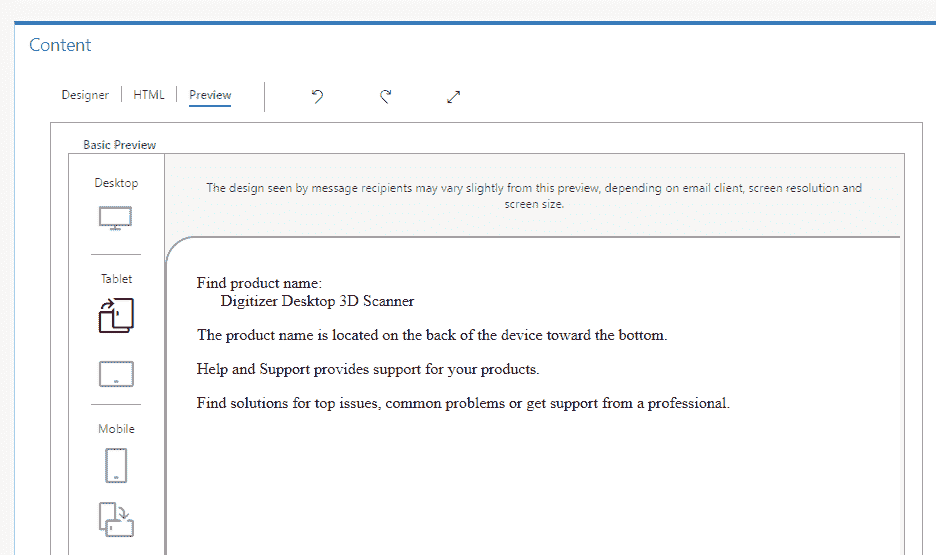 Content
Designer
HTML
Preview
Basic Preview
Desktop
The design seen by message recipients may vary slightly from this preview, depending on email client, screen resolution and
screen size.
Tablet
Mobile
Find product name:
Digitizer Desktop 3D Scanner
The product name is located on the back of the device toward the bottom.
Help and Support provides support for your products.
Find solutions for top issues, common problems or get support from a professional.